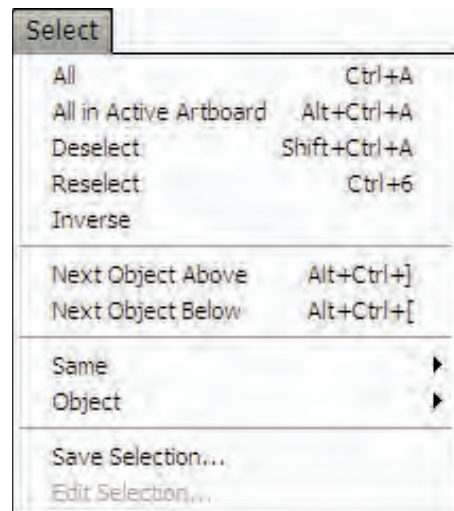 Select
All Ctrl+A
All in Active Artboard Alt+Ctrl+A
Deselect Shift+Ctrl+A
Reselect Ctrl+6
Inverse
Next Object Above Alt+Ctrl+]
Next Object Below Alt+Ctrl+[
Same
Object
Save Selection...
Edit Selection...